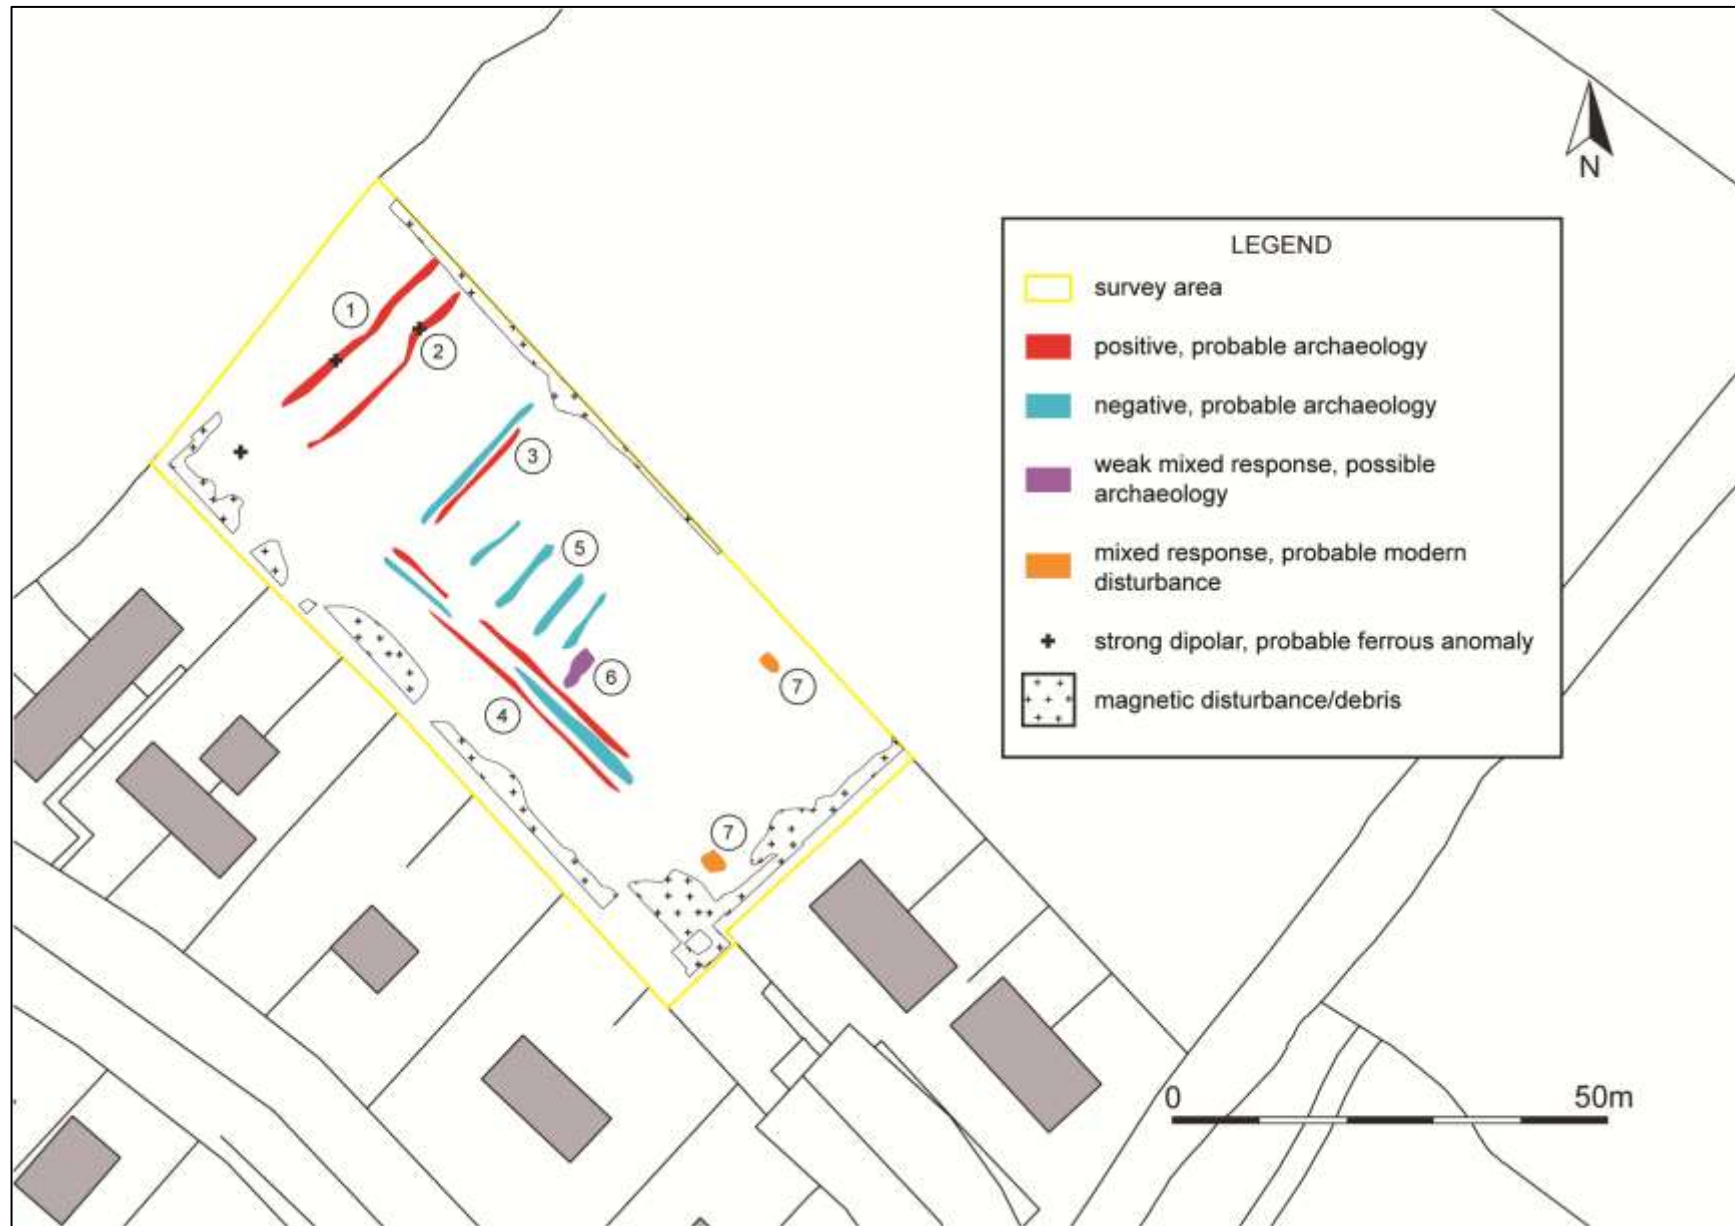 N
LEGEND
survey area
positive, probable archaeology
negative, probable archaeology
weak mixed response, possible
archaeology
mixed response, probable modern
disturbance
strong dipolar, probable ferrous anomaly
magnetic disturbance/debris
1
2
3
5
6
7
4
7
0 50m